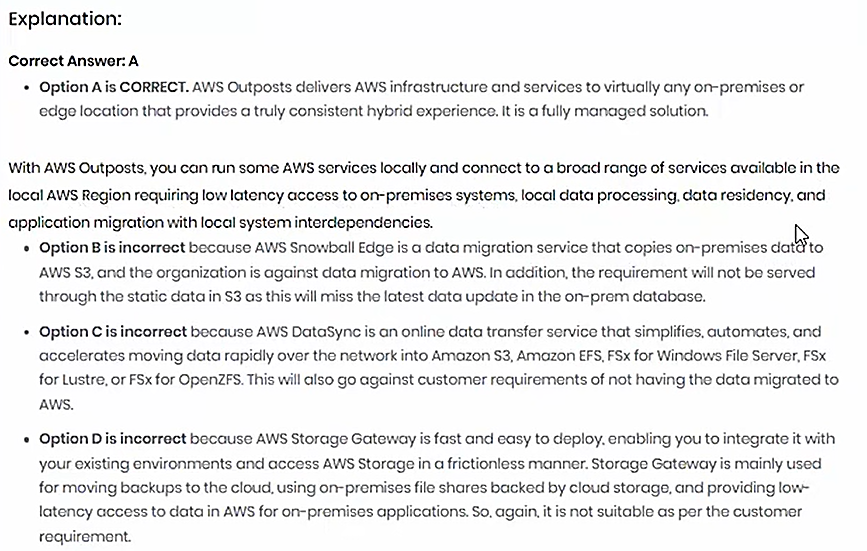 Explanation:
Correct Answer: A
• Option A is CORRECT. AWS Outposts delivers AWS infrastructure and services to virtually any on-premises or
edge location that provides a truly consistent hybrid experience. It is a fully managed solution.
With AWS Outposts, you can run some AWS services locally and connect to a broad range of services available in the
local AWS Region requiring low latency access to on-premises systems, local data processing, data residency, and
application migration with local system interdependencies.
• Option B is incorrect because AWS Snowball Edge is a data migration service that copies on-premises data to
AWS S3, and the organization is against data migration to AWS. In addition, the requirement will not be served
through the static data in S3 as this will miss the latest data update in the on-prem database.
• Option C is incorrect because AWS DataSync is an online data transfer service that simplifies, automates, and
accelerates moving data rapidly over the network into Amazon S3, Amazon EFS, FSx for Windows File Server, FSx
for Lustre, or FSx for OpenZFS. This will also go against customer requirements of not having the data migrated to
AWS.
• Option D is incorrect because AWS Storage Gateway is fast and easy to deploy, enabling you to integrate it with
your existing environments and access AWS Storage in a frictionless manner. Storage Gateway is mainly used
for moving backups to the cloud, using on-premises file shares backed by cloud storage, and providing low-
latency access to data in AWS for on-premises applications. So, again, it is not suitable as per the customer
requirement.